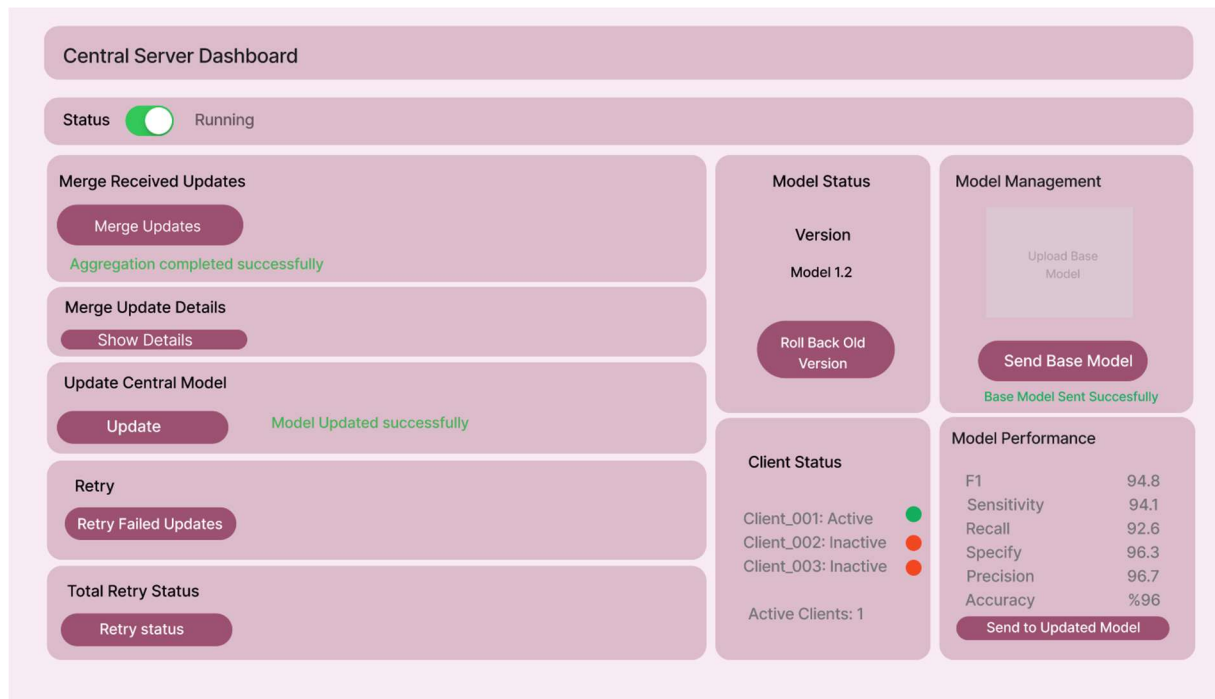 Central Server Dashboard
Status
Running
Merge Received Updates
Merge Updates
Aggregation completed successfully
Merge Update Details
Show Details
Update Central Model
Update
Model Updated successfully
Retry
Retry Failed Updates
Total Retry Status
Retry status
Model Status
Version
Model 1.2
Roll Back Old
Version
Client Status
Client_001: Active
Client_002: Inactive
Client_003: Inactive
Active Clients: 1
Model Management
Upload Base
Model
Send Base Model
Base Model Sent Succesfully
Model Performance
F1 94.8
Sensitivity 94.1
Recall 92.6
Specify 96.3
Precision 96.7
Accuracy %96
Send to Updated Model